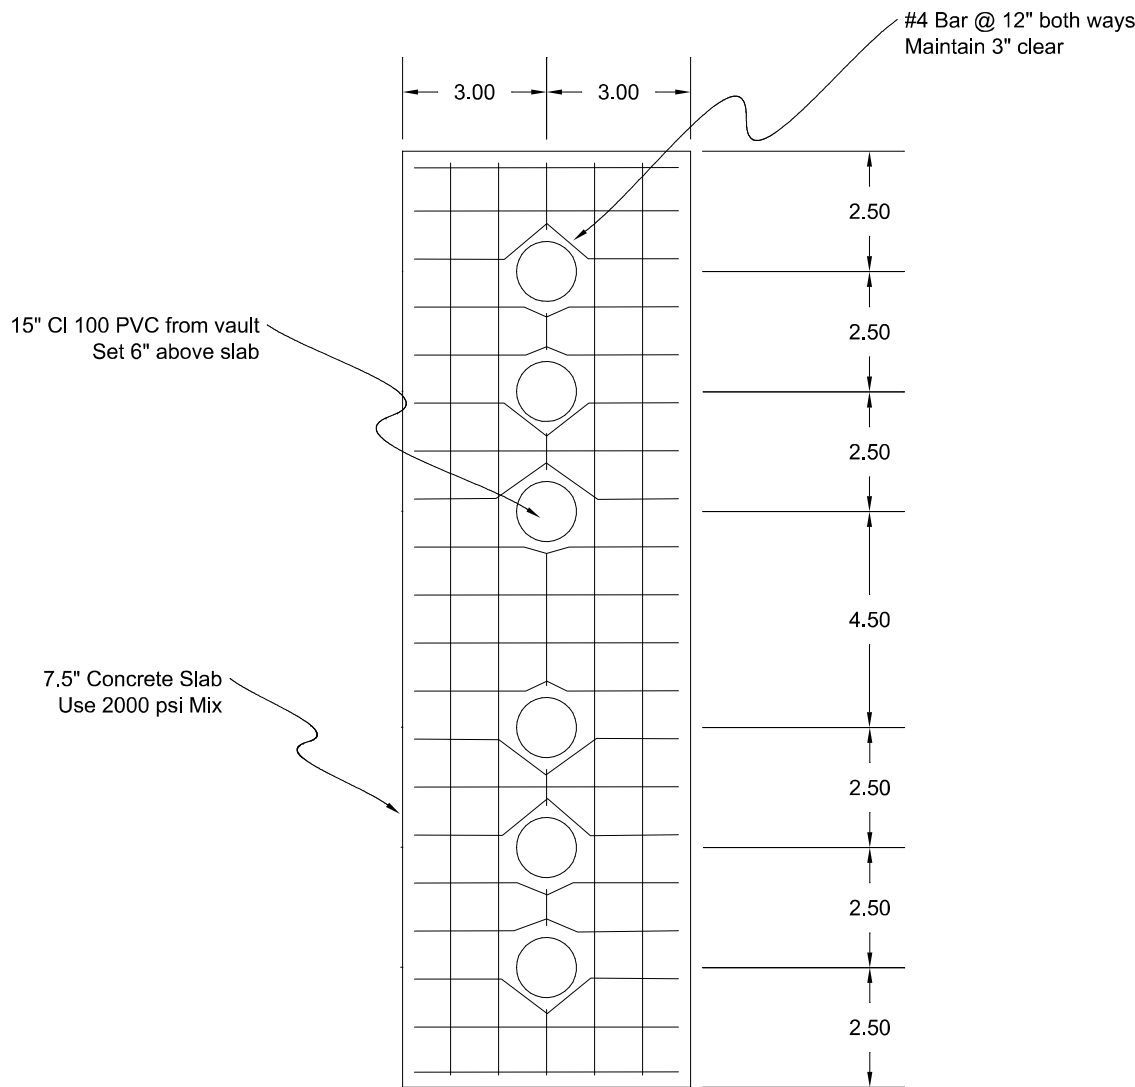 #4 Bar @ 12" both ways
Maintain 3" clear
3.00
3.00
2.50
2.50
15" Cl 100 PVC from vault
Set 6" above slab
2.50
4.50
7.5" Concrete Slab
Use 2000 psi Mix
2.50
2.50
2.50